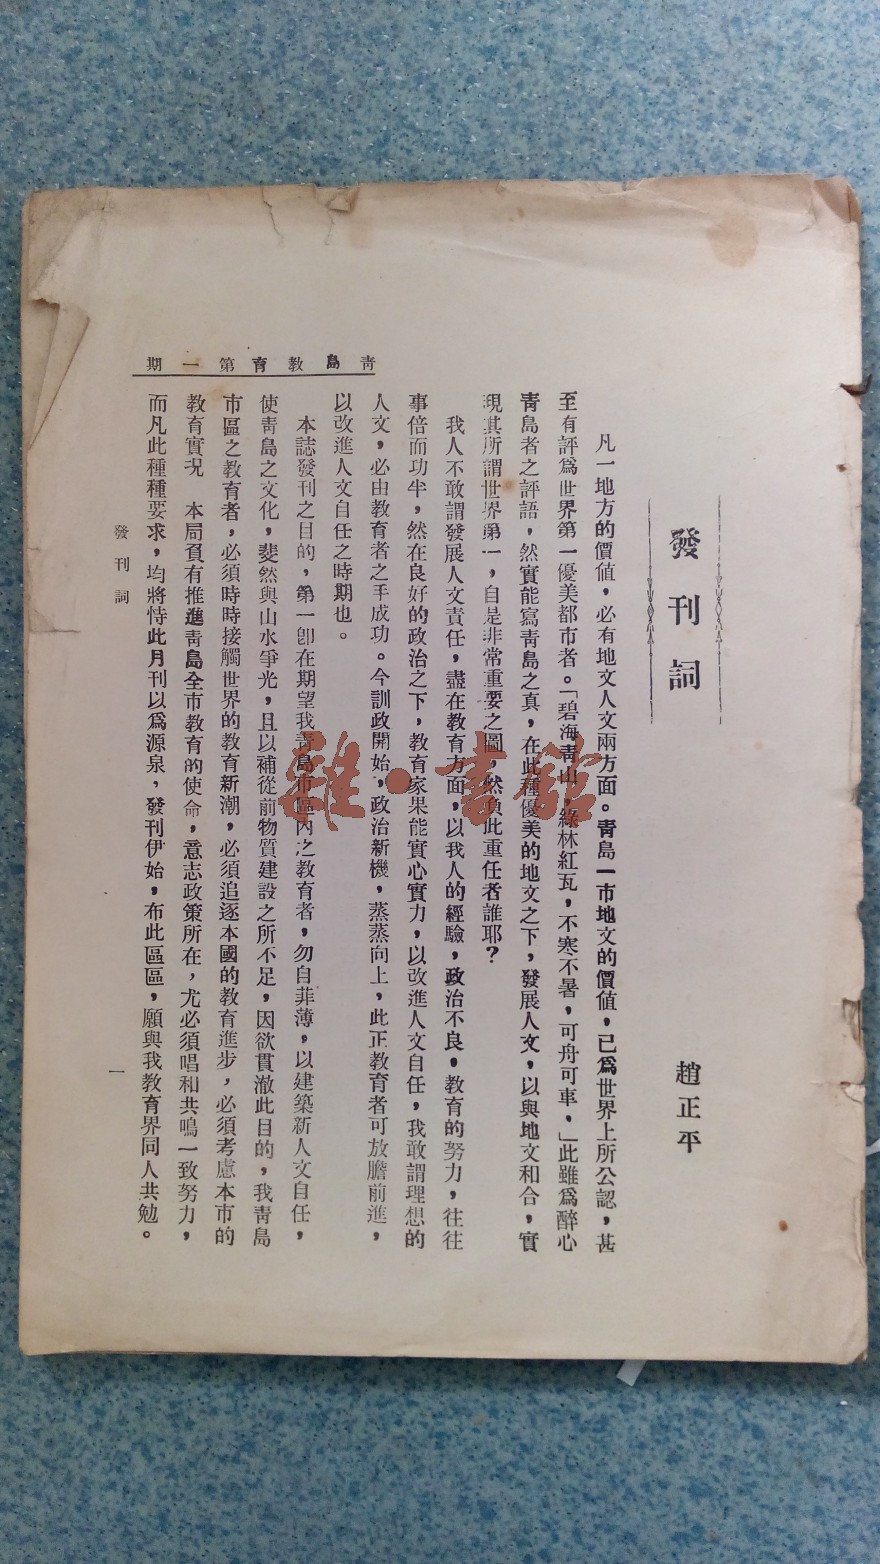 發刊詞
趙正平
凡一地方的價值，必有地文人文兩方面。靑島一市地文的價值，已爲世界上所公認，甚
至有評爲世界第一優美都市者。「碧海靑山，綠林紅瓦，不寒不暑，可舟可車。」此雖爲醉心
靑島者之評語，然實能寫靑島之真，在此種優美的地文之下，發展人文，以與地文和合，實
現其所謂世界第一，自是非常重要之圖，然負此重任者誰耶？
我人不敢謂發展人文責任，盡在教育方面，以我人的經驗，政治不良。教育的努力，往往
事倍而功半，然在良好的政治之下，教育家果能實心實力，以改進人文自任，我敢謂理想的
人文，必由教育者之手成功。今訓政開始，政治新機，蒸蒸向上，此正教育者可放膽前進，
以改進人文自任之時期也。
本誌發刊之目的，第一卽在期望我靑島市區內之教育者，勿自菲薄，以建築新人文自任，
使靑島之文化，斐然與山水爭光，且以補從前物質建設之所不足，因欲貫澈此目的，我靑島
市區之教育者，必須時時接觸世界的教育新潮，必須追逐本國的教育進步，必須考慮本市的
教育實況　本局負有推進靑島全市教育的使命，意志政策所在，尤必須唱和共鳴一致努力，
而凡此種種要求，均將恃此月刊以爲源泉，發刊伊始，布此區區，願與我教育界同人共勉。
靑島教育第一期
發刊詞
一
雜·書館